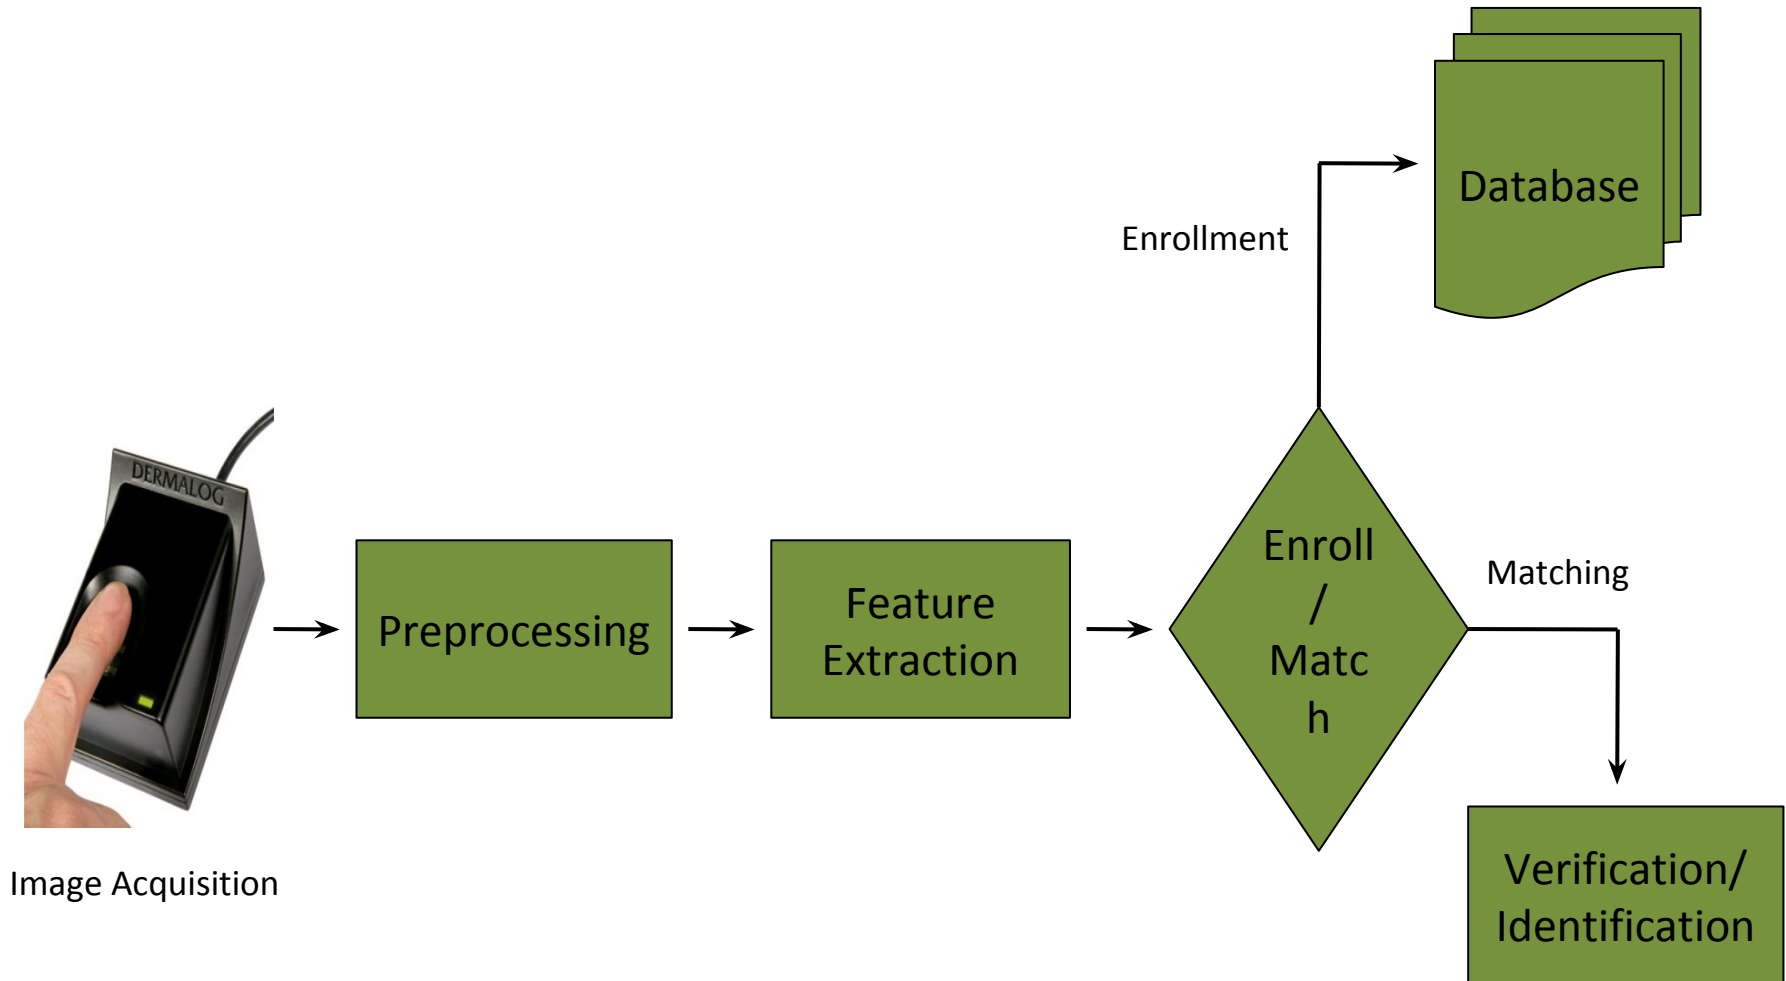 Database
Enrollment
DERMALOG
Enroll
/
Matc
h
Matching
Preprocessing
Feature
Extraction
Image Acquisition
Verification/
Identification